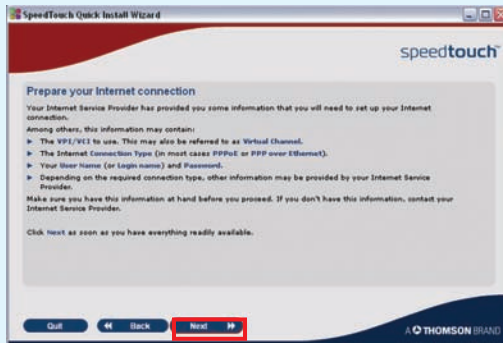 SpeedTouch Quick Install Wizard
speedtouch™
Prepare your Internet connection
Your Internet Service Provider has provided you some information that you will need to set up your Internet
connection.
Among others, this information may contain:
The VPI/VCI to use. This may also be referred to as Virtual Channel.
The Internet Connection Type (in most cases PPPoE or PPP over Ethernet).
Your User Name (or Login name) and Password.
Depending on the required connection type, other information may be provided by your Internet Service
Provider.
Make sure you have this information at hand before you proceed. If you don't have this information, contact your
Internet Service Provider.
Click Next as soon as you have everything readily available.
Quit Back Next
A THOMSON BRAND